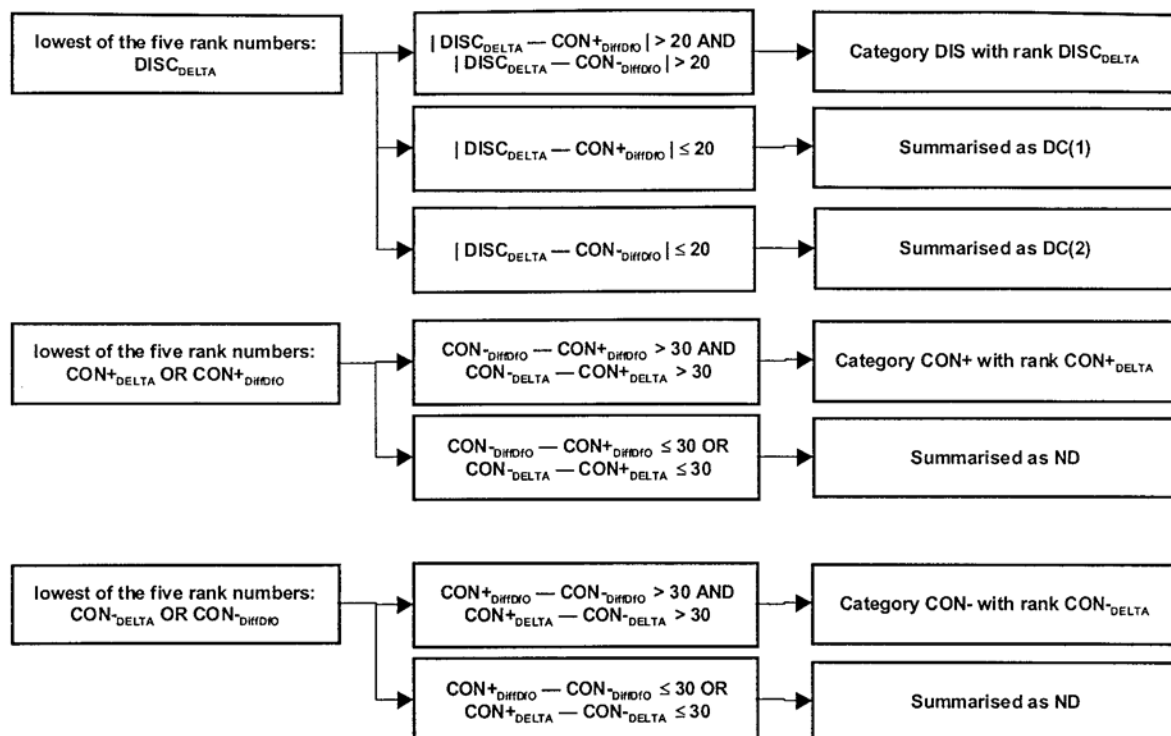 lowest of the five rank numbers:
DISC_DELTA
| DISC_DELTA — CON+_DiffDfO | > 20 AND
| DISC_DELTA — CON-_DiffDfO | > 20
Category DIS with rank DISC_DELTA
| DISC_DELTA — CON+_DiffDfO | ≤ 20
Summarised as DC(1)
| DISC_DELTA — CON-_DiffDfO | ≤ 20
Summarised as DC(2)
lowest of the five rank numbers:
CON+_DELTA OR CON+_DiffDfO
CON-_DiffDfO — CON+_DiffDfO > 30 AND
CON-_DELTA — CON+_DELTA > 30
Category CON+ with rank CON+_DELTA
CON-_DiffDfO — CON+_DiffDfO ≤ 30 OR
CON-_DELTA — CON+_DELTA ≤ 30
Summarised as ND
lowest of the five rank numbers:
CON-_DELTA OR CON-_DiffDfO
CON+_DiffDfO — CON-_DiffDfO > 30 AND
CON+_DELTA — CON-_DELTA > 30
Category CON- with rank CON-_DELTA
CON+_DiffDfO — CON-_DiffDfO ≤ 30 OR
CON+_DELTA — CON-_DELTA ≤ 30
Summarised as ND